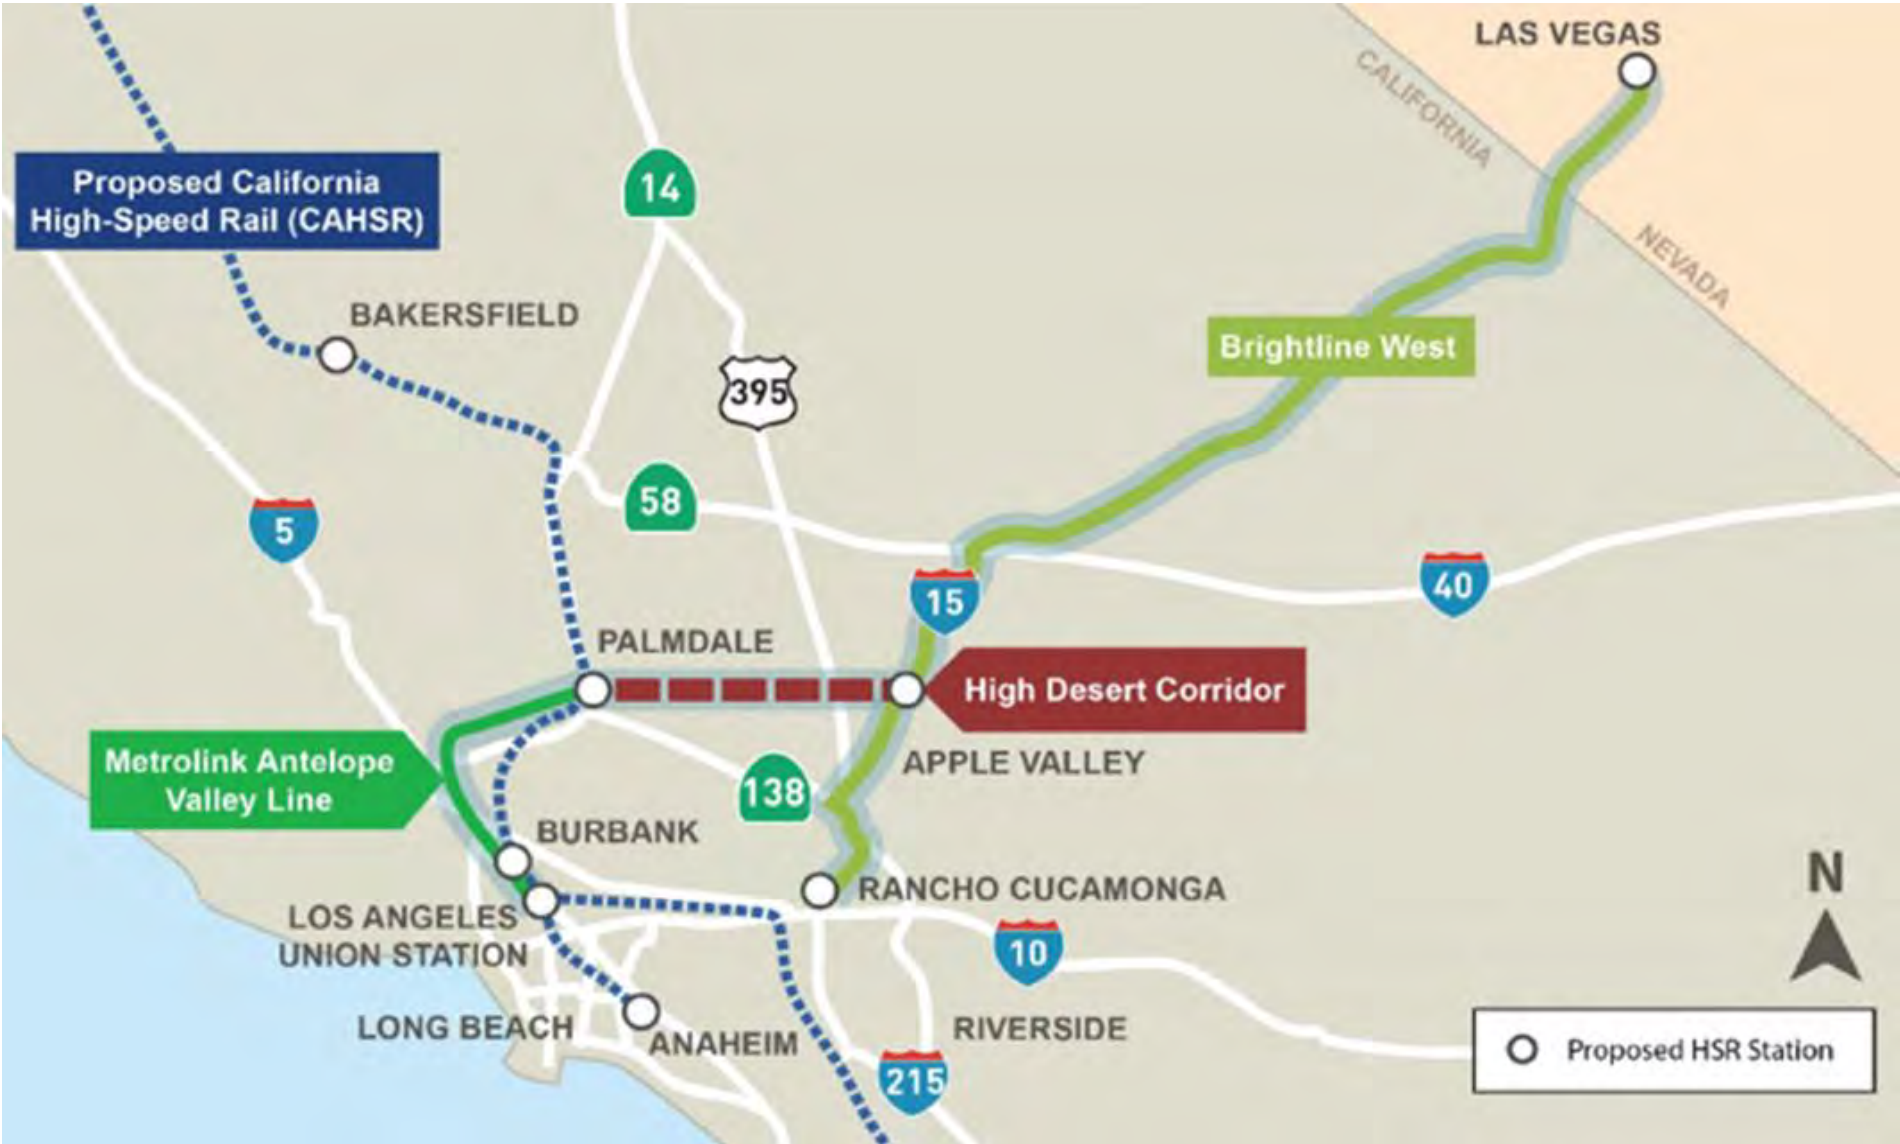 LAS VEGAS
CALIFORNIA
NEVADA
Proposed California
High-Speed Rail (CAHSR)
14
BAKERSFIELD
395
Brightline West
58
5
15
40
PALMDALE
High Desert Corridor
Metrolink Antelope
Valley Line
APPLE VALLEY
138
BURBANK
RANCHO CUCAMONGA
LOS ANGELES
UNION STATION
10
N
LONG BEACH
ANAHEIM
RIVERSIDE
215
Proposed HSR Station